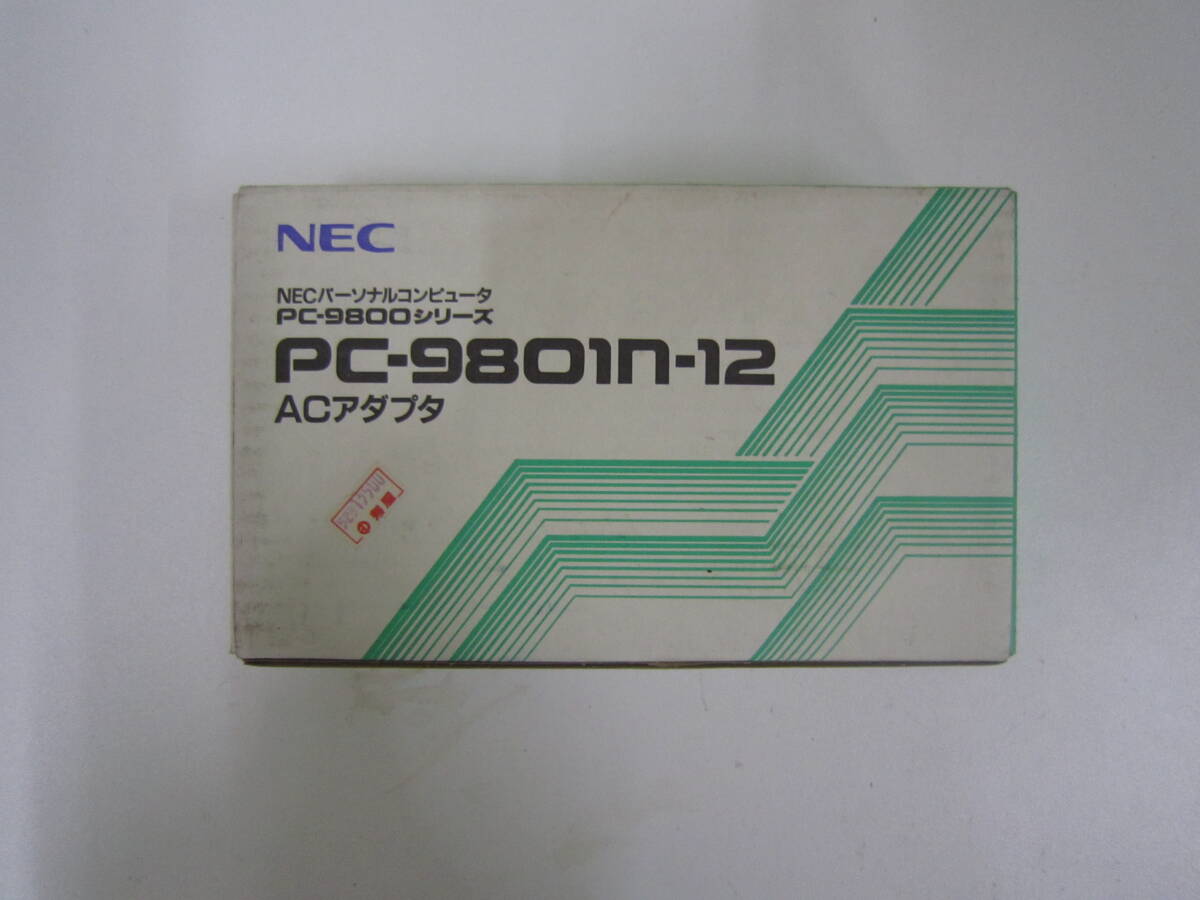 NEC
NECパーソナルコンピュータ
PC-9800シリーズ
PC-9801n-12
ACアダプタ